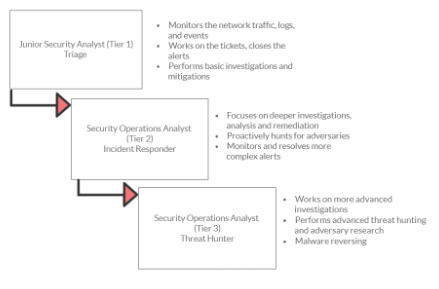 Junior Security Analyst (Tier 1)
Triage
• Monitors the network traffic, logs,
and events
• Works on the tickets, closes the
alerts
• Performs basic investigations and
mitigations
Security Operations Analyst
(Tier 2)
Incident Responder
• Focuses on deeper investigations,
analysis and remediation
• Proactively hunts for adversaries
• Monitors and resolves more
complex alerts
Security Operations Analyst
(Tier 3)
Threat Hunter
• Works on more advanced
investigations
• Performs advanced threat hunting
and adversary research
• Malware reversing